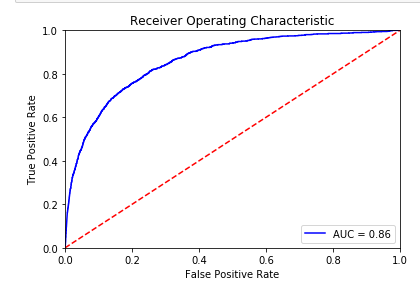 Receiver Operating Characteristic
True Positive Rate
1.0
0.8
0.6
0.4
0.2
0.0
AUC = 0.86
0.0 0.2 0.4 0.6 0.8 1.0
False Positive Rate